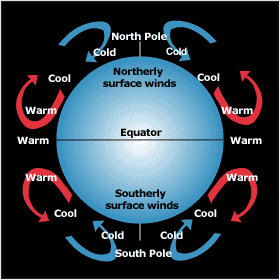 North Pole
Cold Cold
Northerly
surface winds
Cool Cool
Warm Warm
Warm Equator Warm
Warm Warm
Southerly
surface winds
Cool Cool
Cold Cold
South Pole